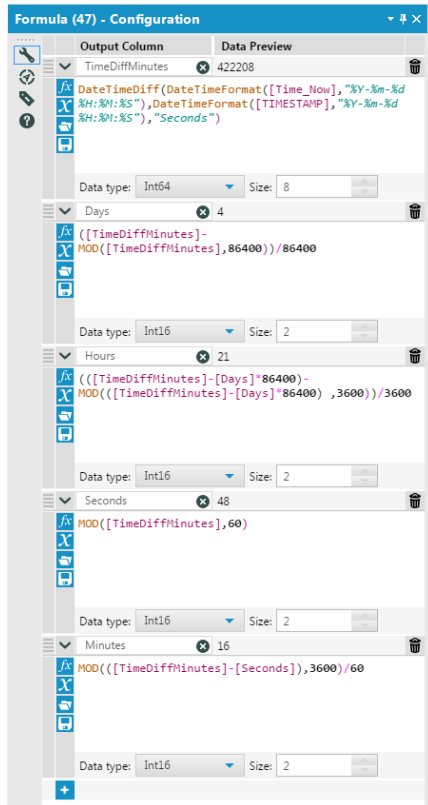 Formula (47) - Configuration
Output Column Data Preview
TimeDiffMinutes 422208
DateTimeDiff(DateTimeFormat([Time_Now],"%Y-%m-%d
%H:%M:%S"),DateTimeFormat([TIMESTAMP],"%Y-%m-%d
%H:%M:%S"),"Seconds")
Data type: Int64 Size: 8
Days 4
([TimeDiffMinutes]-
MOD([TimeDiffMinutes],86400))/86400
Data type: Int16 Size: 2
Hours 21
(([TimeDiffMinutes]-[Days]*86400)-
MOD(([TimeDiffMinutes]-[Days]*86400) ,3600))/3600
Data type: Int16 Size: 2
Seconds 48
MOD([TimeDiffMinutes],60)
Data type: Int16 Size: 2
Minutes 16
MOD(([TimeDiffMinutes]-[Seconds]),3600)/60
Data type: Int16 Size: 2